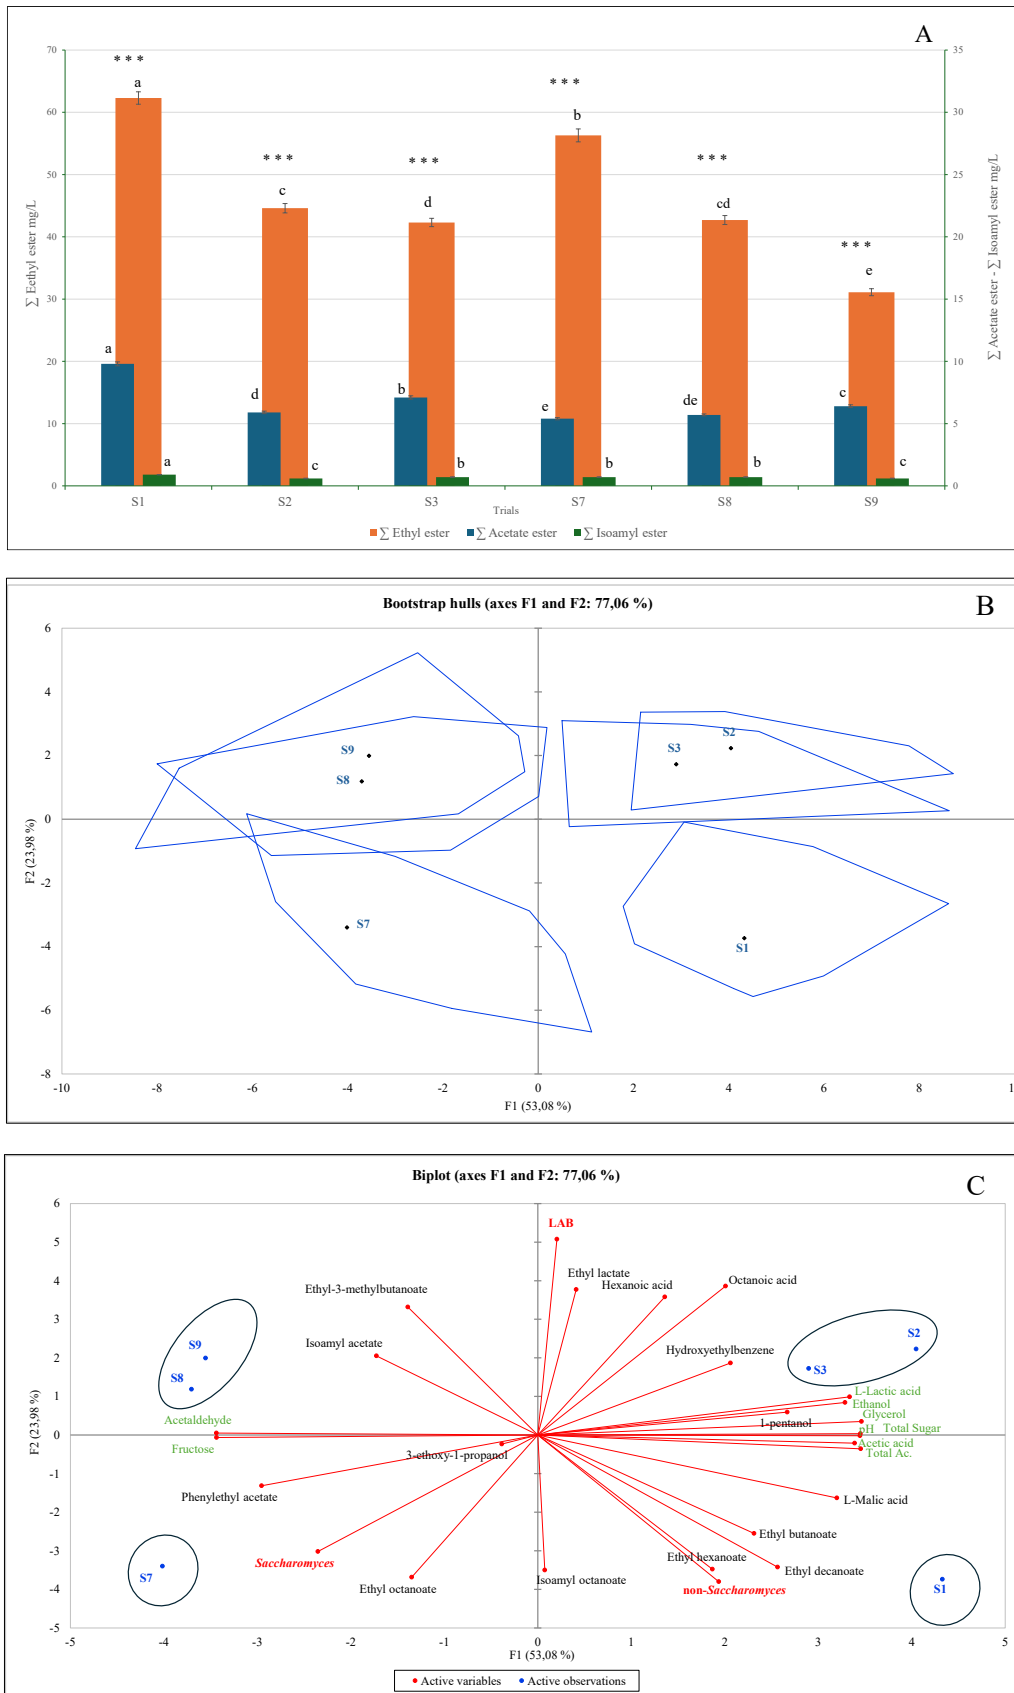 A
70
60
50
40
30
20
10
0
35
30
25
20
15
10
5
0
∑ Eethyl ester mg/L
∑ Acetate ester - ∑ Isoamyl ester mg/L
* * *
a
a
a
* * *
c
d
c
* * *
d
b
b
* * *
b
e
b
* * *
cd
de
b
* * *
e
c
c
S1 S2 S3 S7 S8 S9
Trials
∑ Ethyl ester ∑ Acetate ester ∑ Isoamyl ester
Bootstrap hulls (axes F1 and F2: 77,06 %)
B
6
4
2
0
-2
-4
-6
-8
F2 (23,98 %)
S9
S8
S3
S2
S7
S1
-10 -8 -6 -4 -2 0 2 4 6 8 1
F1 (53,08 %)
Biplot (axes F1 and F2: 77,06 %)
C
6
5
4
3
2
1
0
-1
-2
-3
-4
-5
F2 (23,98 %)
LAB
Ethyl lactate
Hexanoic acid
Octanoic acid
Ethyl-3-methylbutanoate
Isoamyl acetate
Hydroxyethylbenzene
S9
S8
S2
S3
L-Lactic acid
Ethanol
Glycerol
1-pentanol
pH Total Sugar
Acetic acid
Total Ac.
Acetaldehyde
Fructose
3-ethoxy-1-propanol
Phenylethyl acetate
L-Malic acid
Ethyl butanoate
Saccharomyces
Ethyl hexanoate
Ethyl decanoate
S7
Ethyl octanoate
Isoamyl octanoate
non-Saccharomyces
S1
-5 -4 -3 -2 -1 0 1 2 3 4 5
F1 (53,08 %)
Active variables Active observations